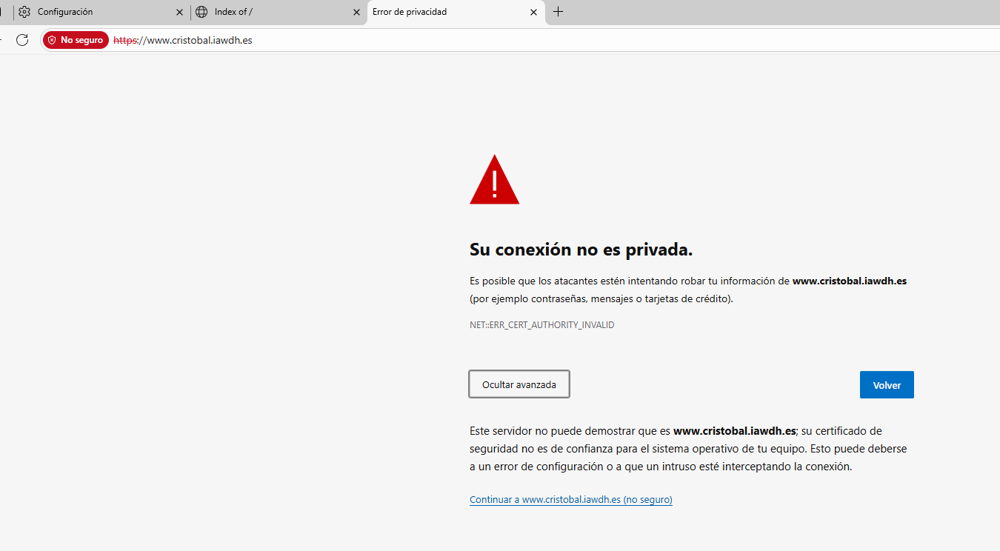 Configuración
Index of /
Error de privacidad
No seguro https://www.cristobal.iawdh.es
Su conexión no es privada.
Es posible que los atacantes estén intentando robar tu información de www.cristobal.iawdh.es
(por ejemplo contraseñas, mensajes o tarjetas de crédito).
NET::ERR_CERT_AUTHORITY_INVALID
Ocultar avanzada
Volver
Este servidor no puede demostrar que es www.cristobal.iawdh.es; su certificado de
seguridad no es de confianza para el sistema operativo de tu equipo. Esto puede deberse
a un error de configuración o a que un intruso esté interceptando la conexión.
Continuar a www.cristobal.iawdh.es (no seguro)